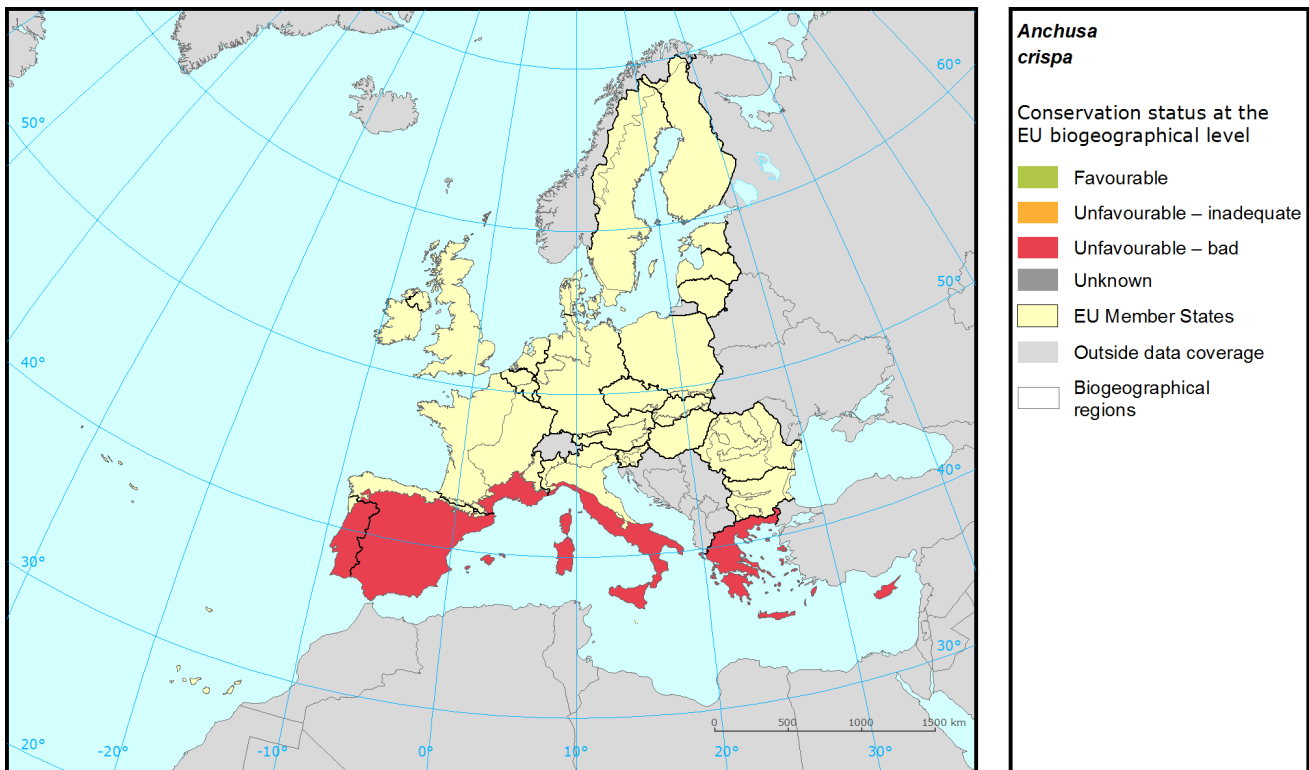 Anchusa
crispa
Conservation status at the
EU biogeographical level
Favourable
Unfavourable – inadequate
Unfavourable – bad
Unknown
EU Member States
Outside data coverage
Biogeographical
regions
60°
50°
50°
40°
40°
30°
30°
20°
-20°
-10°
0°
10°
20°
30°
0
500
1000
1500 km